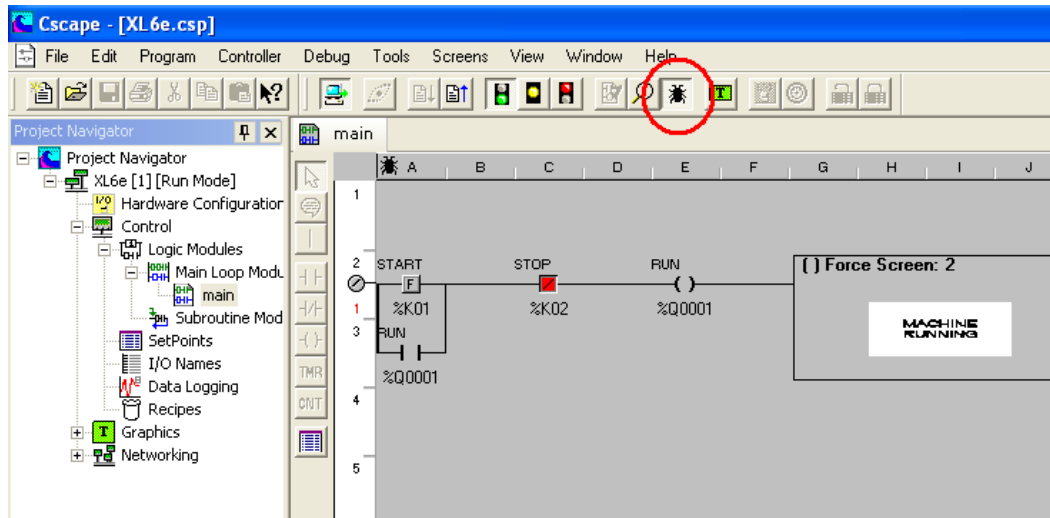 Cscape - [XL6e.csp]
File Edit Program Controller Debug Tools Screens View Window Help
T
Project Navigator
main
Project Navigator
XL6e [1] [Run Mode]
I/O Hardware Configuration
Control
Logic Modules
Main Loop Modu
main
Subroutine Mod
SetPoints
I/O Names
Data Logging
Recipes
T Graphics
Networking
TMR
CNT
A B C D E F G H I J
1
2 START STOP RUN ( ) Force Screen: 2
F
1 %K01 %K02 %Q0001 MACHINE
RUNNING
3 RUN
%Q0001
4
5